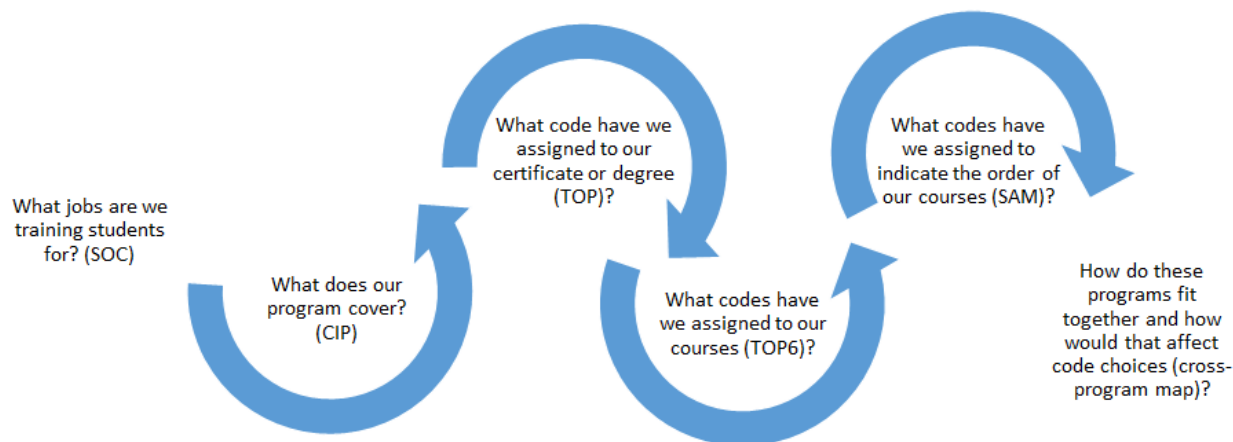 What jobs are we
training students
for? (SOC)
What does our
program cover?
(CIP)
What code have we
assigned to our
certificate or degree
(TOP)?
What codes have
we assigned to our
courses (TOP6)?
What codes have
we assigned to
indicate the order of
our courses (SAM)?
How do these
programs fit
together and how
would that affect
code choices (cross-
program map)?